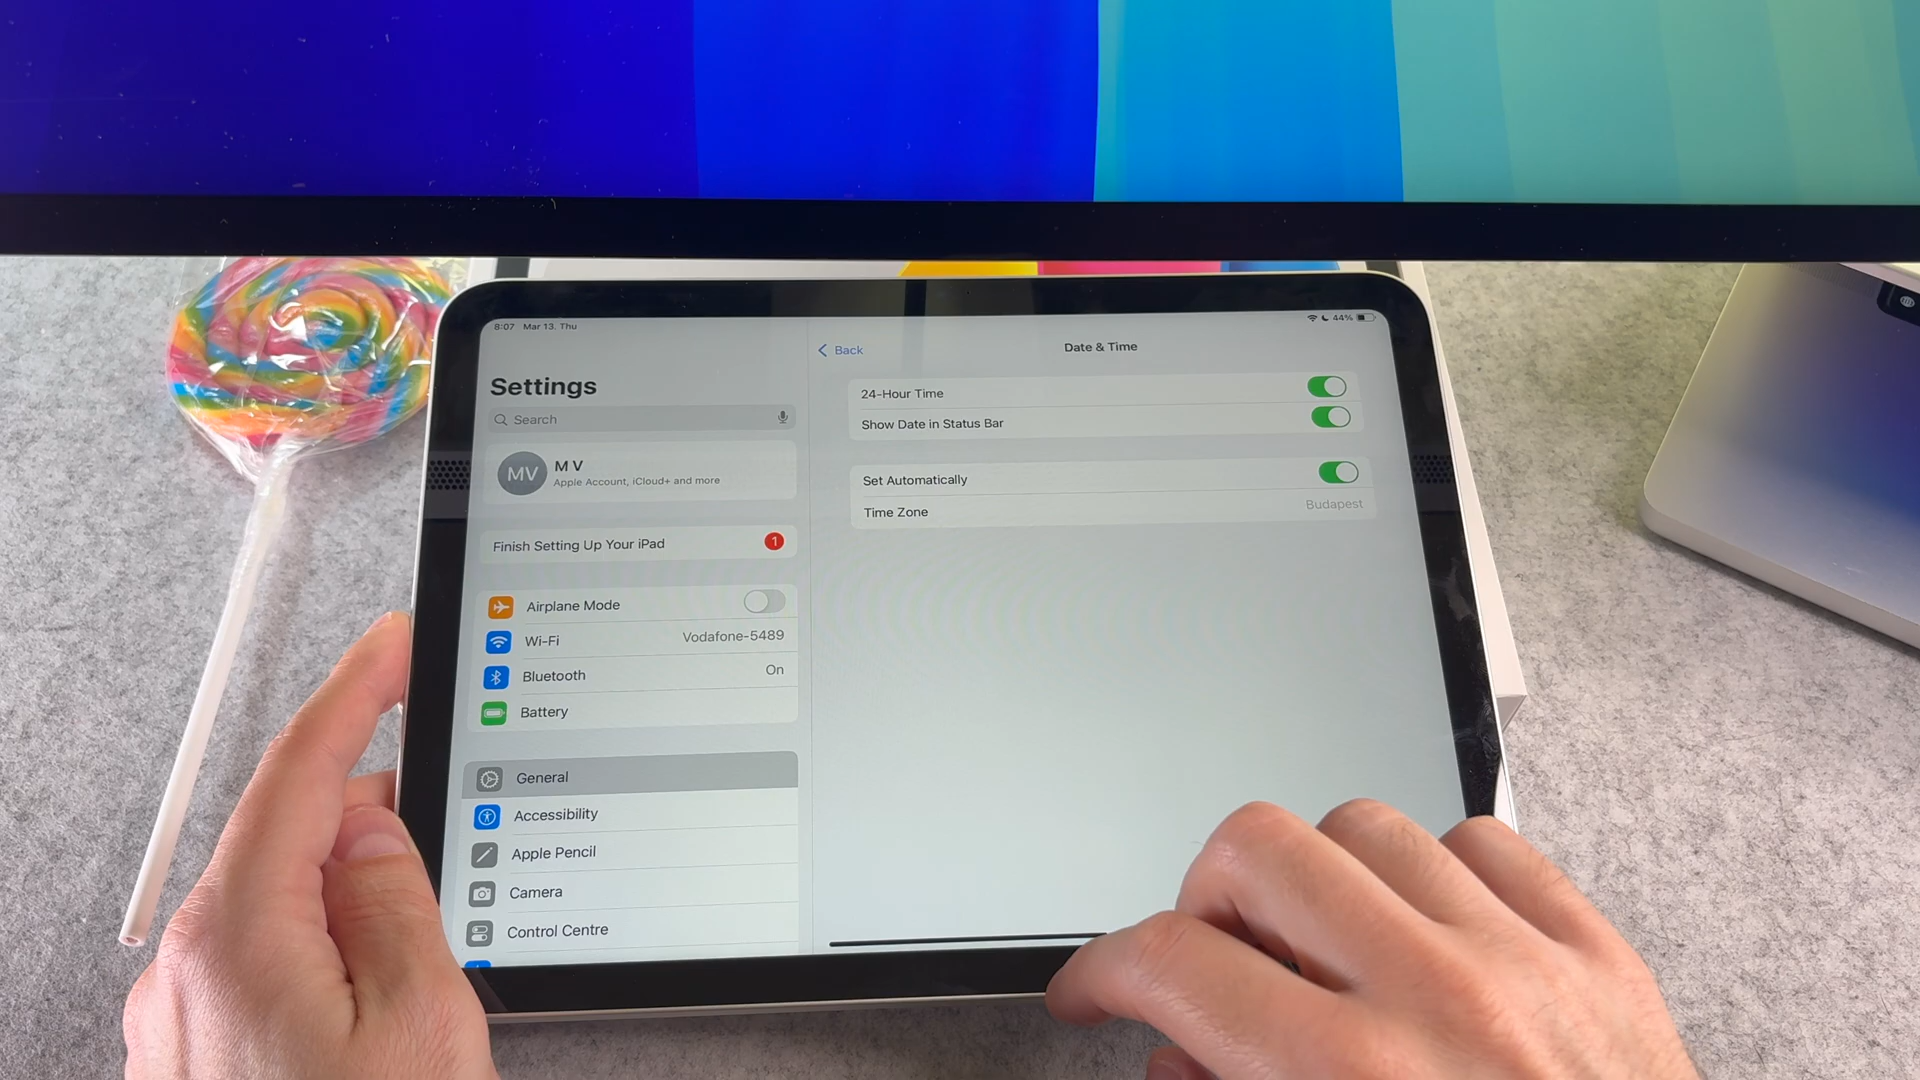 8:07 Mar 13. Thu
44%
Settings
Search
MV
M V
Apple Account, iCloud+ and more
Finish Setting Up Your iPad 1
Airplane Mode
Wi-Fi Vodafone-5489
Bluetooth On
Battery
General
Accessibility
Apple Pencil
Camera
Control Centre
Back
Date & Time
24-Hour Time
Show Date in Status Bar
Set Automatically
Time Zone Budapest